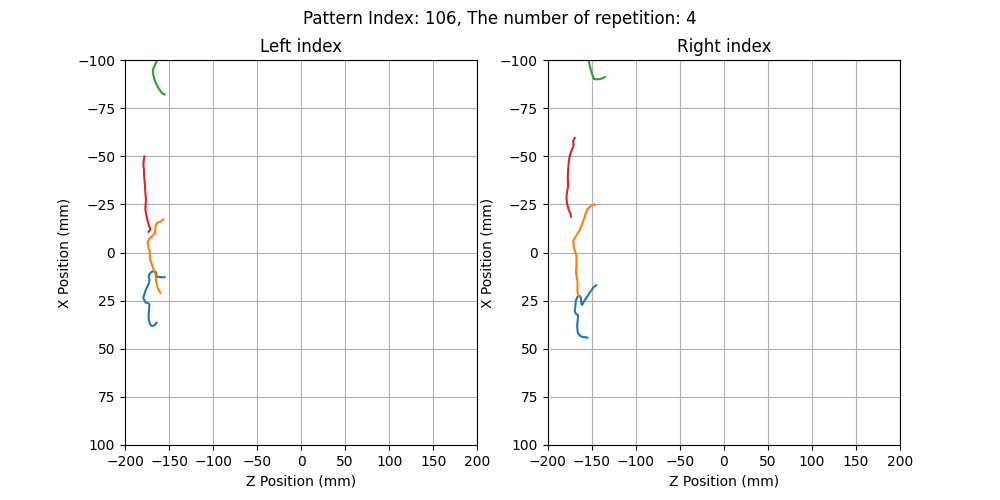 Pattern Index: 106, The number of repetition: 4
Left index
Right index
−100
−75
−50
−25
0
25
50
75
100
X Position (mm)
−200 −150 −100 −50 0 50 100 150 200
Z Position (mm)
−100
−75
−50
−25
0
25
50
75
100
X Position (mm)
−200 −150 −100 −50 0 50 100 150 200
Z Position (mm)